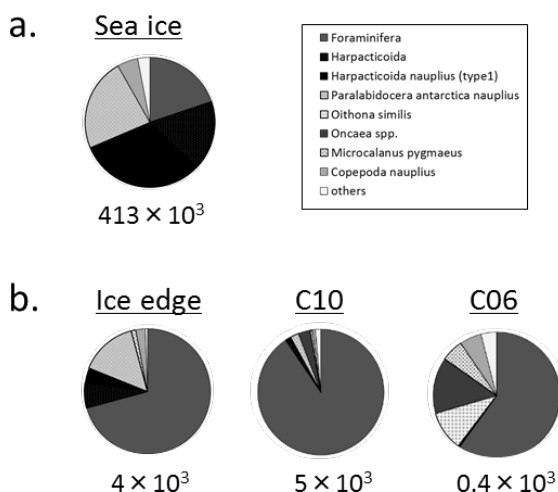 a.
Sea ice
413 × 10³
Foraminifera
Harpacticoida
Harpacticoida nauplius (type1)
Paralabidocera antarctica nauplius
Oithona similis
Oncaea spp.
Microcalanus pygmaeus
Copepoda nauplius
others
b.
Ice edge
C10
C06
4 × 10³
5 × 10³
0.4 × 10³